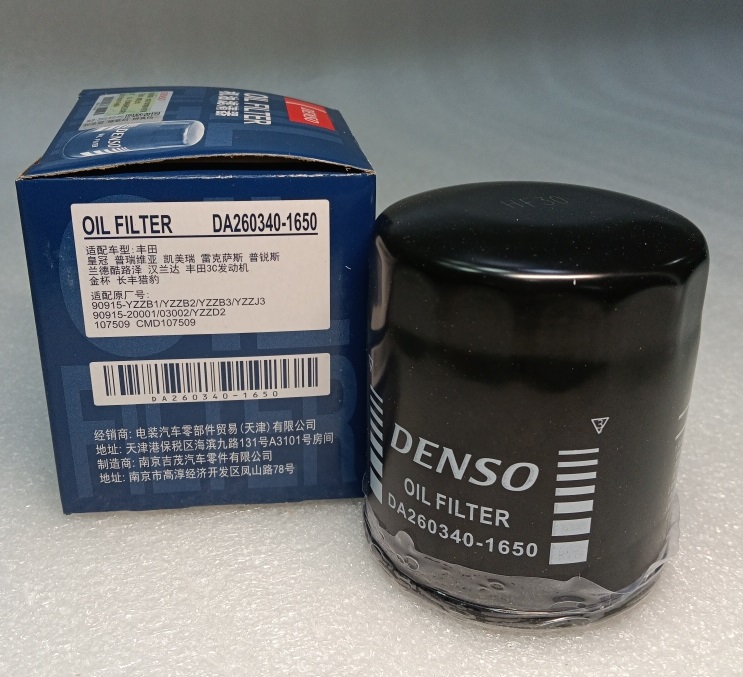 OIL FILTER
DENSO
DENSO
OIL FILTER DA260340-1650
适配车型:丰田
皇冠 普瑞维亚 凯美瑞 雷克萨斯 普锐斯
兰德酷路泽 汉兰达 丰田3C发动机
金杯 长丰猎豹
适配原厂号:
90915-YZZB1/YZZB2/YZZB3/YZZJ3
90915-20001/03002/YZZD2
107509 CMD107509
DA260340-1650
OIL
FILTER
经销商: 电装汽车零部件贸易(天津)有限公司
地址: 天津港保税区海滨九路131号A3101号房间
制造商: 南京吉茂汽车零件有限公司
地址: 南京市高淳经济开发区凤山路78号
DENSO
OIL FILTER
DA260340-1650
3